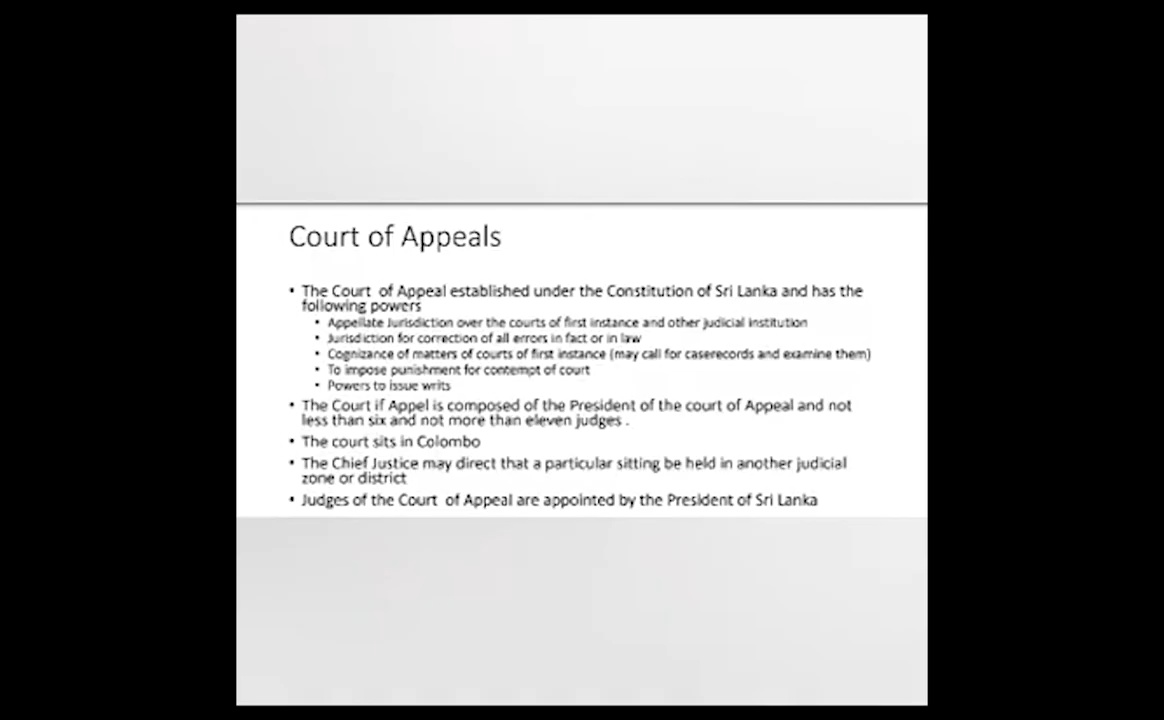 Court of Appeals
• The Court of Appeal established under the Constitution of Sri Lanka and has the
following powers
• Appellate Jurisdiction over the courts of first instance and other judicial institution
• Jurisdiction for correction of all errors in fact or in law
• Cognizance of matters of courts of first instance (may call for caserecords and examine them)
• To impose punishment for contempt of court
• Powers to issue writs
• The Court if Appel is composed of the President of the court of Appeal and not
less than six and not more than eleven judges .
• The court sits in Colombo
• The Chief Justice may direct that a particular sitting be held in another judicial
zone or district
• Judges of the Court of Appeal are appointed by the President of Sri Lanka